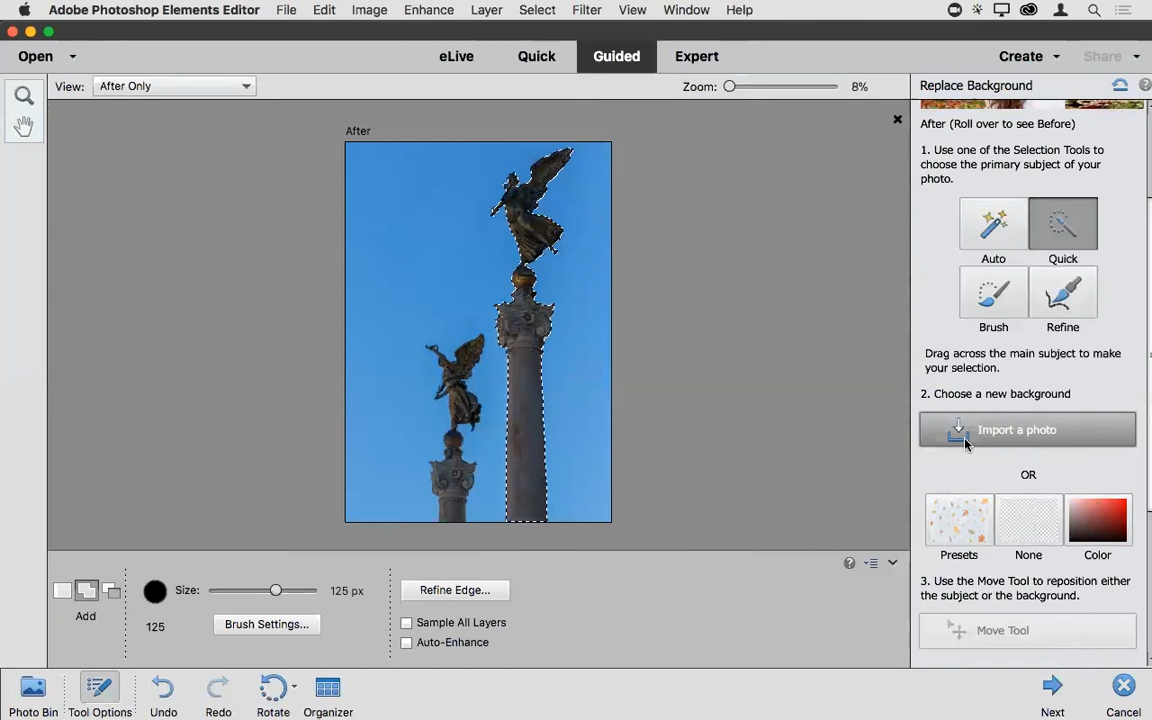 Adobe Photoshop Elements Editor File Edit Image Enhance Layer Select Filter View Window Help
Open eLive Quick Guided Expert Create Share
View: After Only Zoom: 8% Replace Background
After
After (Roll over to see Before)
1. Use one of the Selection Tools to
choose the primary subject of your
photo.
Auto Quick
Brush Refine
Drag across the main subject to make
your selection.
2. Choose a new background
Import a photo
OR
Presets None Color
3. Use the Move Tool to reposition either
the subject or the background.
Move Tool
Add
Size: 125 px
125
Brush Settings...
Refine Edge...
Sample All Layers
Auto-Enhance
Photo Bin Tool Options Undo Redo Rotate Organizer Next Cancel